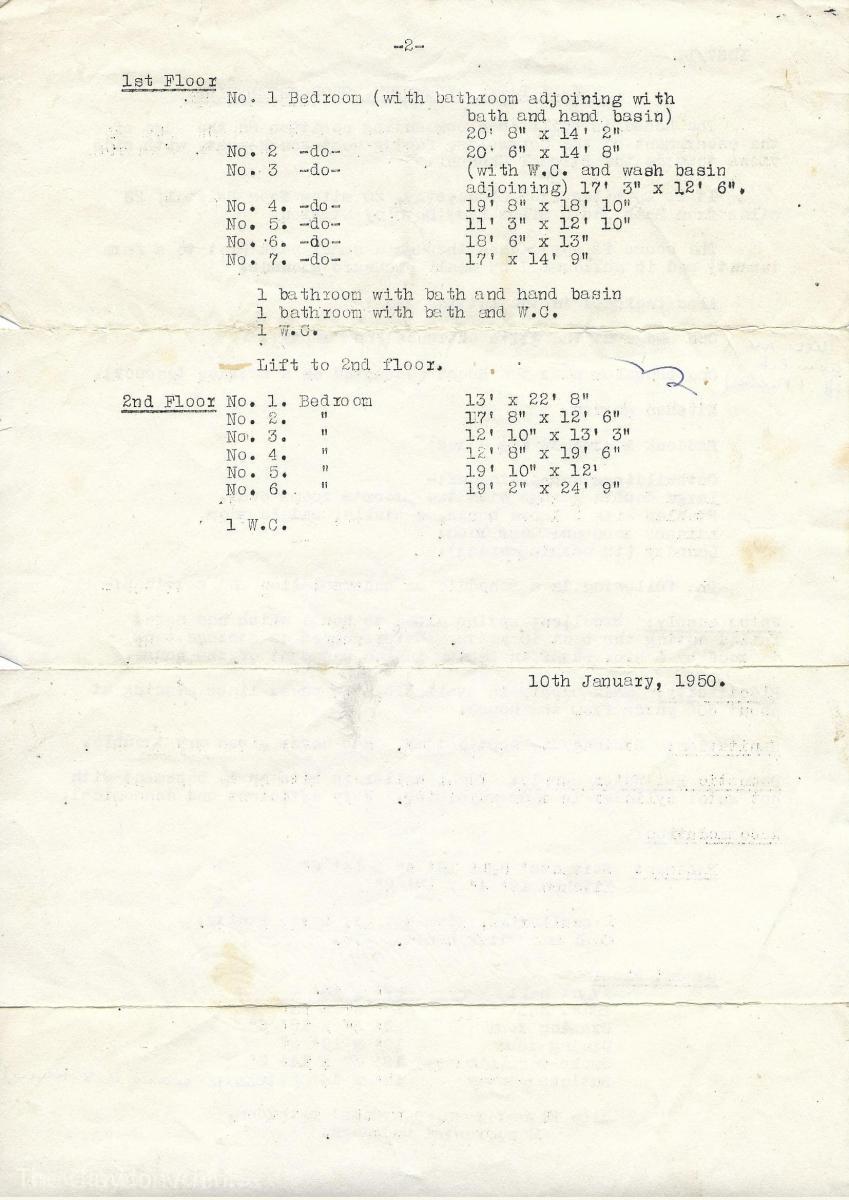 -2-
1st Floor
No. 1 Bedroom (with bathroom adjoining with
bath and hand basin)
20' 8" x 14' 2"
No. 2 -do- 20' 6" x 14' 8"
No. 3 -do- (with W.C. and wash basin
adjoining) 17' 3" x 12' 6".
No. 4. -do- 19' 8" x 18' 10"
No. 5. -do- 11' 3" x 12' 10"
No. 6. -do- 18' 6" x 13"
No. 7. -do- 17' x 14' 9"
1 bathroom with bath and hand basin
1 bathroom with bath and W.C.
1 W.C.
Lift to 2nd floor.
2nd Floor No. 1. Bedroom 13' x 22' 8"
No. 2. " 17' 8" x 12' 6"
No. 3. " 12' 10" x 13' 3"
No. 4. " 12' 8" x 19' 6"
No. 5. " 19' 10" x 12'
No. 6. " 19' 2" x 24' 9"
1 W.C.
10th January, 1950.